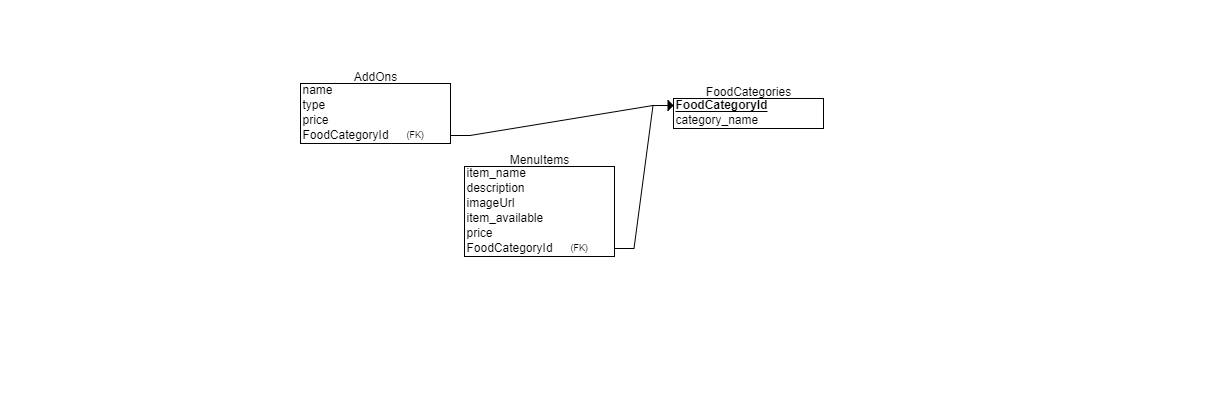 AddOns
name
type
price
FoodCategoryId (FK)
FoodCategories
FoodCategoryId
category_name
MenuItems
item_name
description
imageUrl
item_available
price
FoodCategoryId (FK)